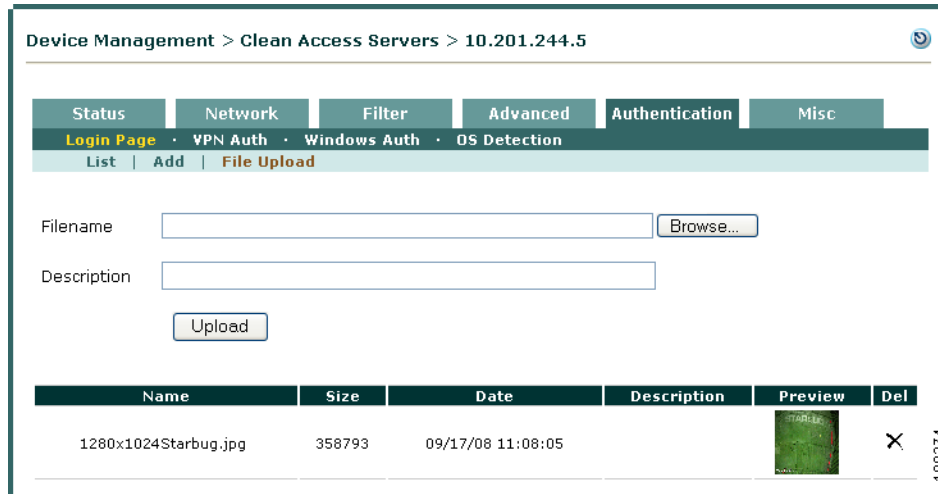 Device Management > Clean Access Servers > 10.201.244.5
Status Network Filter Advanced Authentication Misc
Login Page · VPN Auth · Windows Auth · OS Detection
List | Add | File Upload
Filename Browse...
Description
Upload
Name Size Date Description Preview Del
1280x1024Starbug.jpg 358793 09/17/08 11:08:05